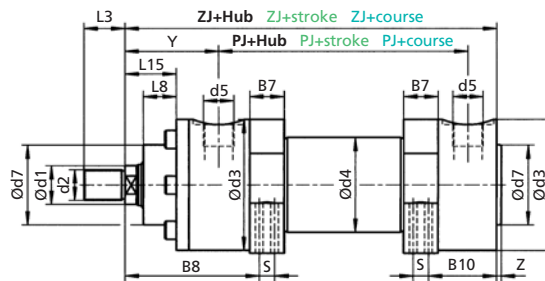 L3
ZJ+Hub ZJ+stroke ZJ+course
Y
PJ+Hub PJ+stroke PJ+course
L15
L8
d5
B7
B7
d5
Ød7
Ød1
d2
Ød3
Ød4
Ød7
Ød3
B8
S
S
B10
Z